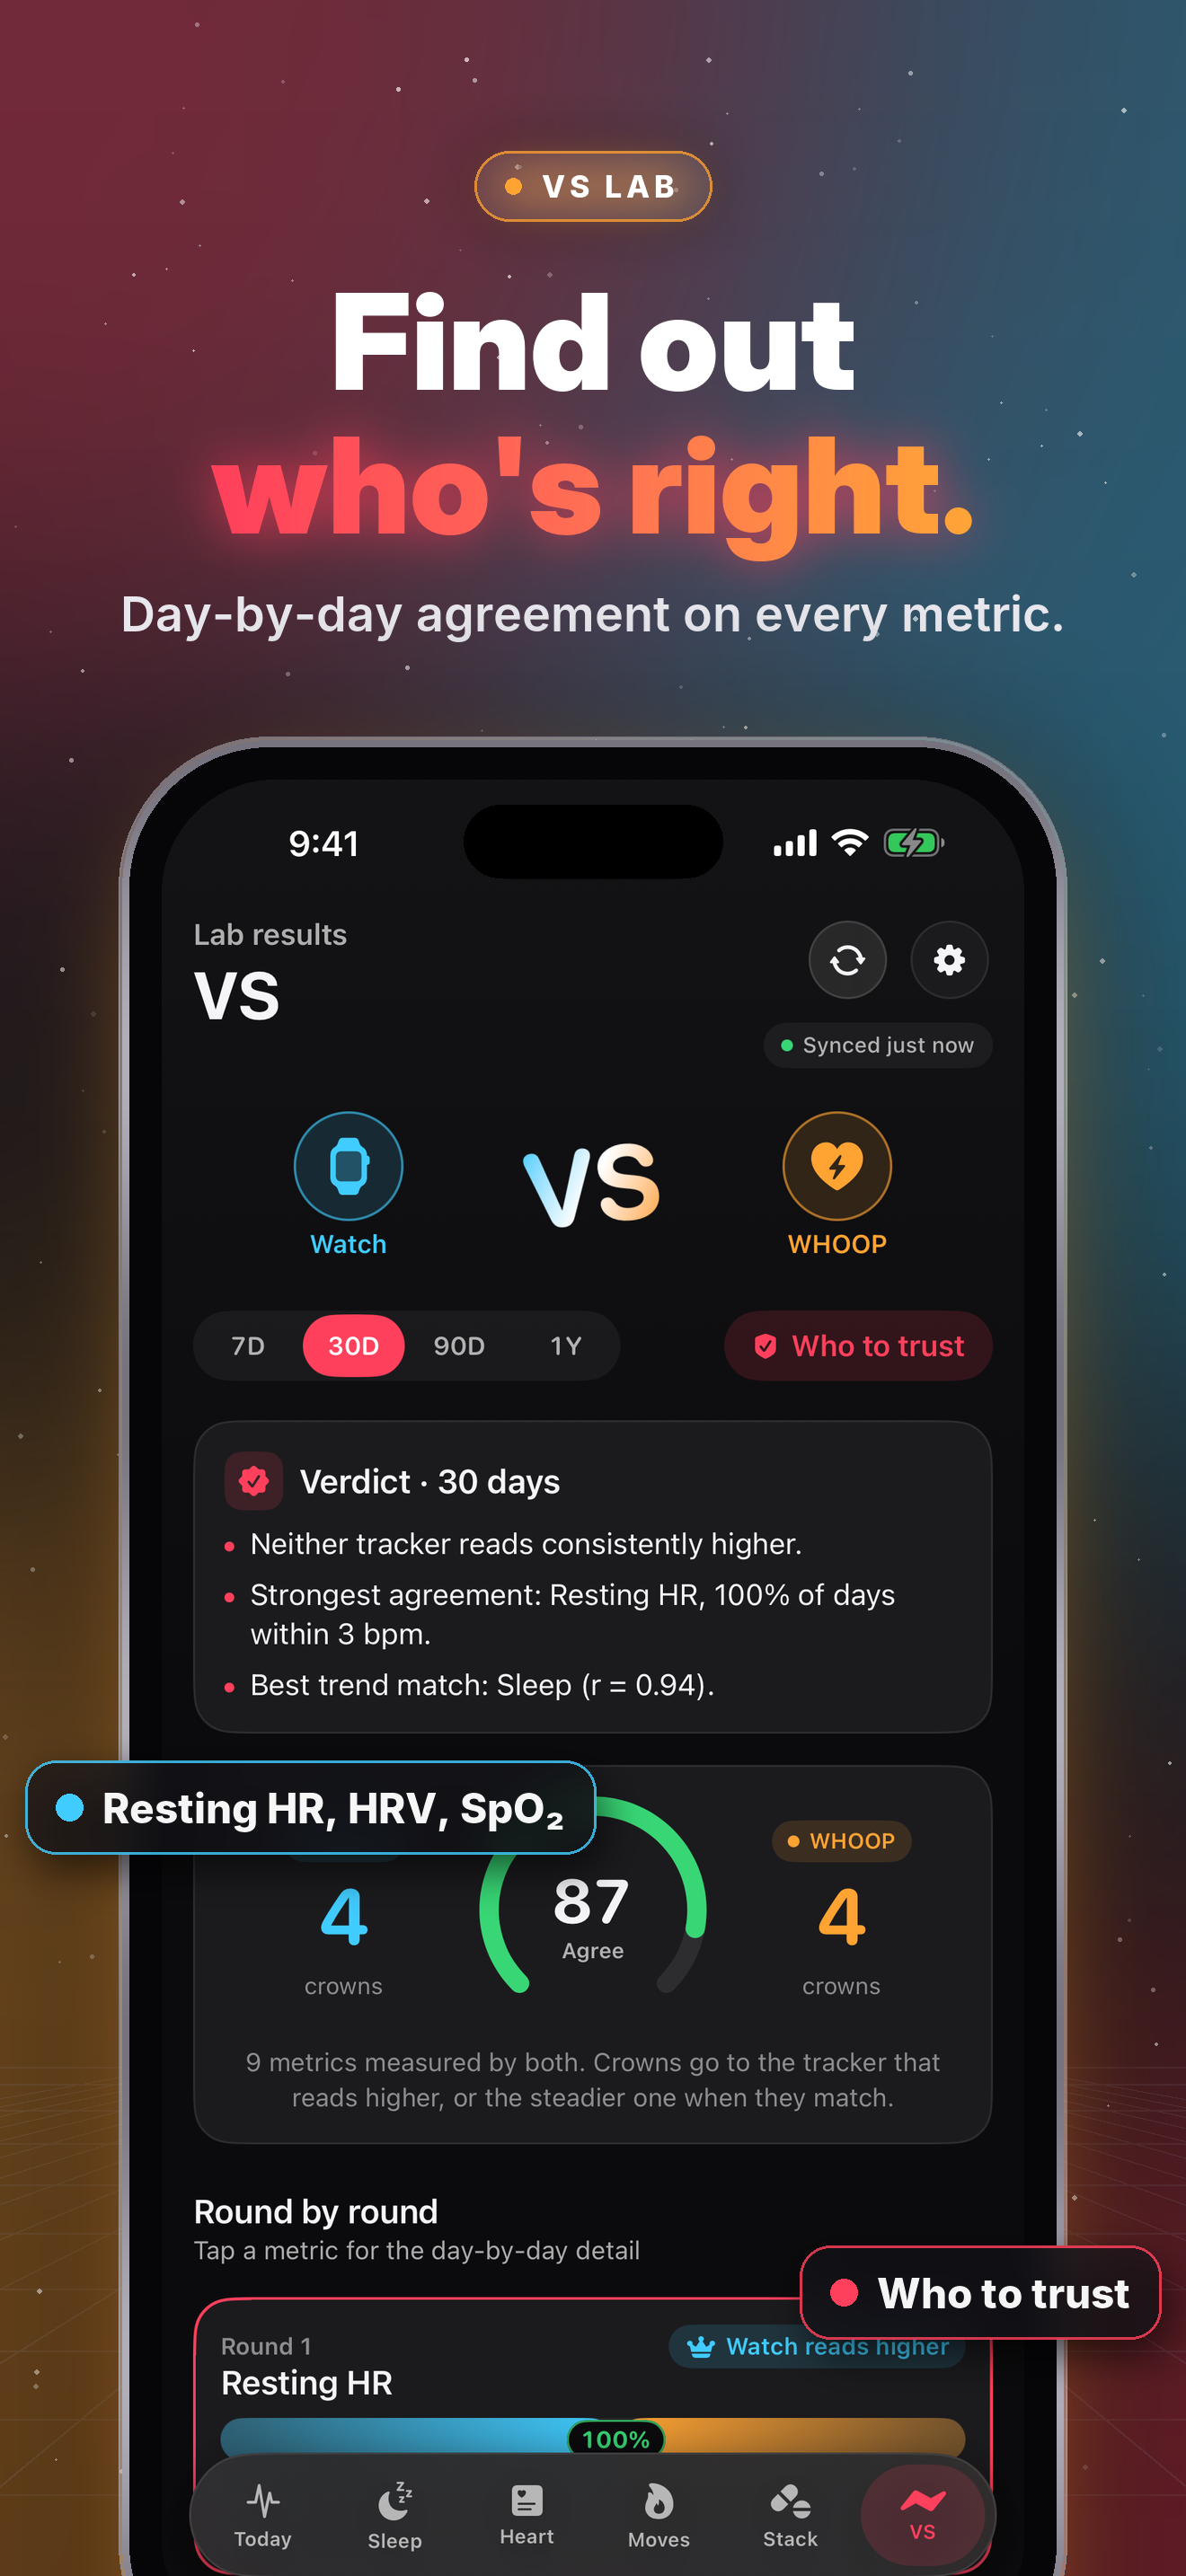 VS LAB
Find out
who's right.
Day-by-day agreement on every metric.
9:41
Lab results
VS
Synced just now
Watch
VS
WHOOP
7D
30D
90D
1Y
Who to trust
Verdict · 30 days
Neither tracker reads consistently higher.
Strongest agreement: Resting HR, 100% of days
within 3 bpm.
Best trend match: Sleep (r = 0.94).
Resting HR, HRV, SpO₂
WHOOP
4
crowns
87
Agree
4
crowns
9 metrics measured by both. Crowns go to the tracker that
reads higher, or the steadier one when they match.
Round by round
Tap a metric for the day-by-day detail
Who to trust
Round 1
Watch reads higher
Resting HR
100%
Today
Sleep
Heart
Moves
Stack
VS